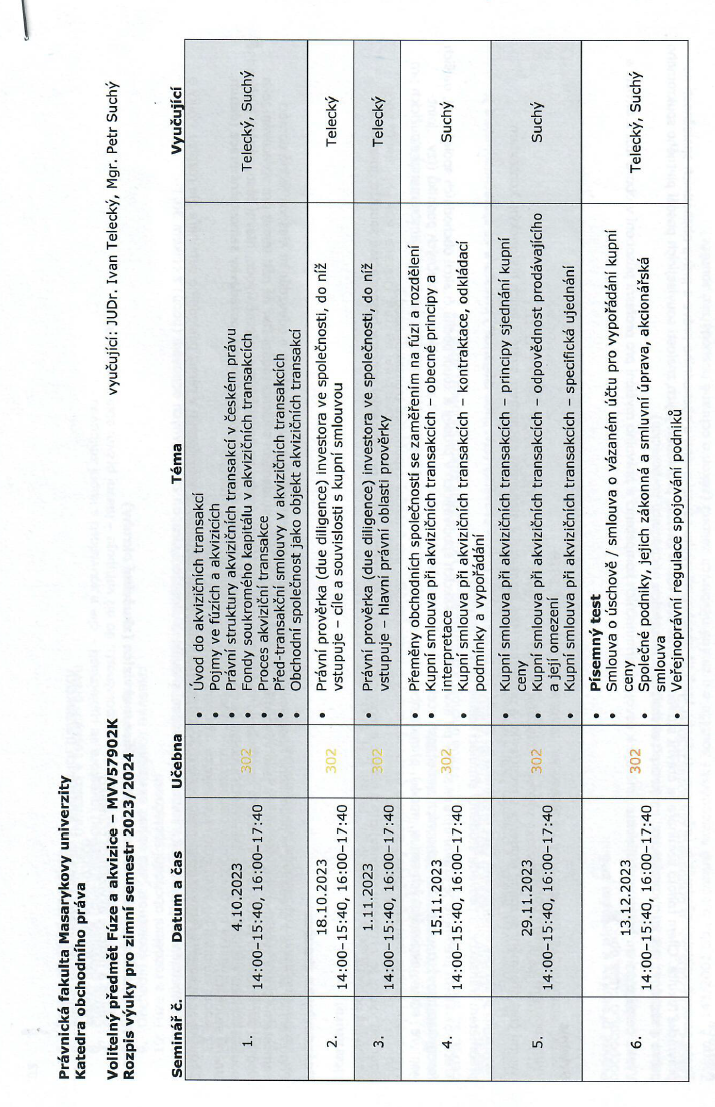 Právnická fakulta Masarykovy univerzity
Katedra obchodního práva
Volitelný předmět Fúze a akvizice – MVV57902K
vyučující: JUDr. Ivan Telecký, Mgr. Petr Suchý
Rozpis výuky pro zimní semestr 2023/2024
Seminář č. Datum a čas Učebna Téma Vyučující
1.
4.10.2023
14:00–15:40, 16:00–17:40
302
• Úvod do akvizičních transakcí
• Pojmy ve fúzích a akvizicích
• Právní struktury akvizičních transakcí v českém právu
• Fondy soukromého kapitálu v akvizičních transakcích
• Proces akviziční transakce
• Před-transakční smlouvy v akvizičních transakcích
• Obchodní společnost jako objekt akvizičních transakcí
Telecký, Suchý
2.
18.10.2023
14:00–15:40, 16:00–17:40
302
• Právní prověrka (due diligence) investora ve společnosti, do níž
vstupuje – cíle a souvislosti s kupní smlouvou
Telecký
3.
1.11.2023
14:00–15:40, 16:00–17:40
302
• Právní prověrka (due diligence) investora ve společnosti, do níž
vstupuje – hlavní právní oblasti prověrky
Telecký
4.
15.11.2023
14:00–15:40, 16:00–17:40
302
• Přeměny obchodních společností se zaměřením na fúzi a rozdělení
• Kupní smlouva při akvizičních transakcích – obecné principy a
interpretace
• Kupní smlouva při akvizičních transakcích – kontraktace, odkládací
podmínky a vypořádání
Suchý
5.
29.11.2023
14:00–15:40, 16:00–17:40
302
• Kupní smlouva při akvizičních transakcích – principy sjednání kupní
ceny
• Kupní smlouva při akvizičních transakcích – odpovědnost prodávajícího
a její omezení
• Kupní smlouva při akvizičních transakcích – specifická ujednání
Suchý
6.
13.12.2023
14:00–15:40, 16:00–17:40
302
• Písemný test
• Smlouva o úschově / smlouva o vázaném účtu pro vypořádání kupní
ceny
• Společné podniky, jejich zákonná a smluvní úprava, akcionářská
smlouva
• Veřejnoprávní regulace spojování podniků
Telecký, Suchý